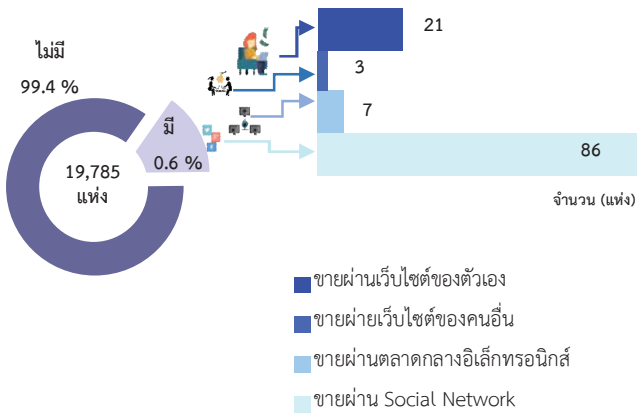 ไม่มี
99.4 %
มี
0.6 %
19,785
แห่ง
21
3
7
86
จำนวน (แห่ง)
ขายผ่านเว็บไซต์ของตัวเอง
ขายผ่ายเว็บไซต์ของคนอื่น
ขายผ่านตลาดกลางอิเล็กทรอนิกส์
ขายผ่าน Social Network